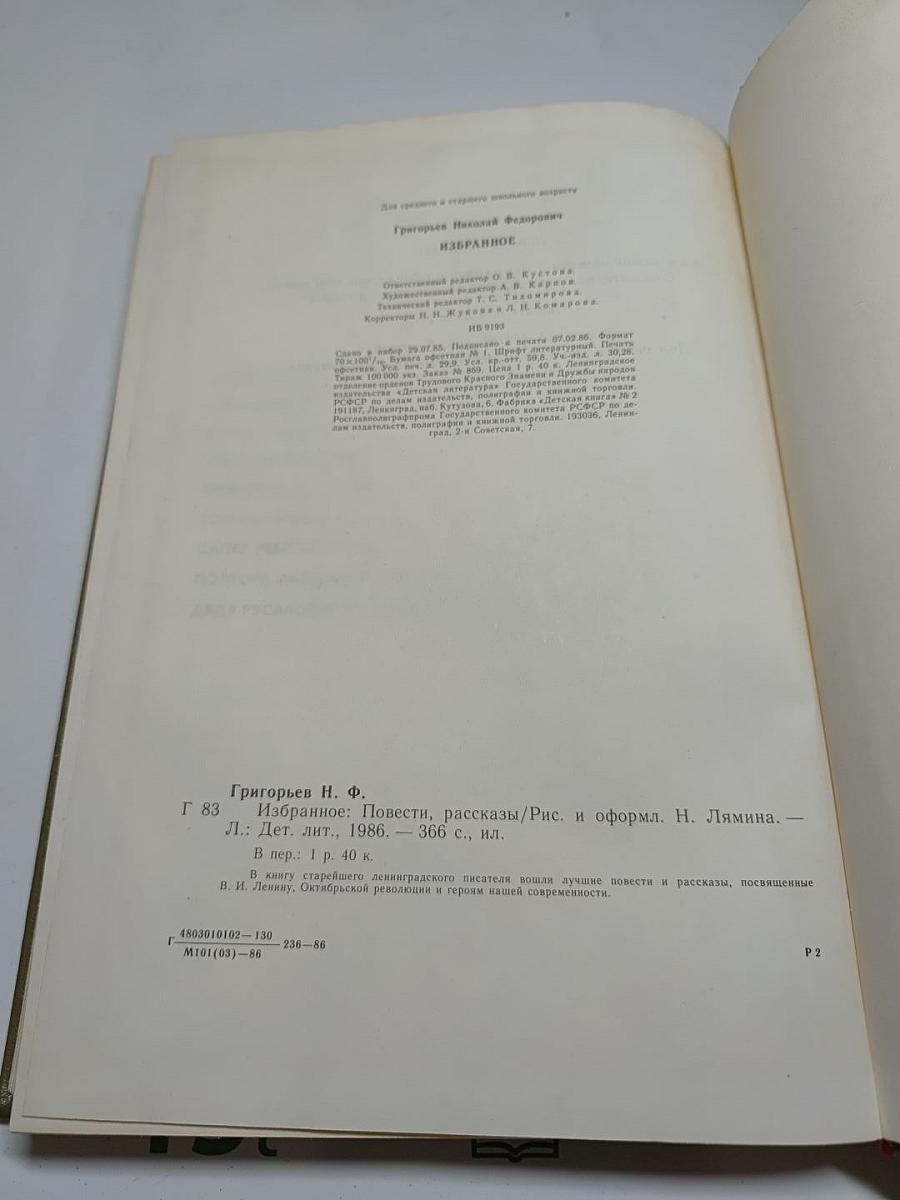 Для среднего и старшего школьного возраста
Григорьев Николай Федорович
ИЗБРАННОЕ
Ответственный редактор О. В. Кустова.
Художественный редактор А. В. Карпов.
Технический редактор Т. С. Тихомирова.
Корректоры Н. Н. Жукова и Л. Н. Комарова.
ИБ 9193
Сдано в набор 29.07.85. Подписано к печати 07.02.86. Формат
70×100¹/₁₆. Бумага офсетная № 1. Шрифт литературный. Печать
офсетная. Усл. печ. л. 29,9. Усл. кр.-отт. 59,8. Уч.-изд. л. 30,28.
Тираж 100 000 экз. Заказ № 869. Цена 1 р. 40 к. Ленинградское
отделение орденов Трудового Красного Знамени и Дружбы народов
издательства «Детская литература» Государственного комитета
РСФСР по делам издательств, полиграфии и книжной торговли.
191187, Ленинград, наб. Кутузова, 6. Фабрика «Детская книга» № 2
Росглавполиграфпрома Государственного комитета РСФСР по де-
лам издательств, полиграфии и книжной торговли. 193036, Ленин-
град, 2-я Советская, 7.
Григорьев Н. Ф.
Г 83 Избранное: Повести, рассказы/Рис. и оформл. Н. Лямина. —
Л.: Дет. лит., 1986. — 366 с., ил.
В пер.: 1 р. 40 к.
В книгу старейшего ленинградского писателя вошли лучшие повести и рассказы, посвященные
В. И. Ленину, Октябрьской революции и героям нашей современности.
4803010102—130
Г 236—86
М101(03)—86
Р 2